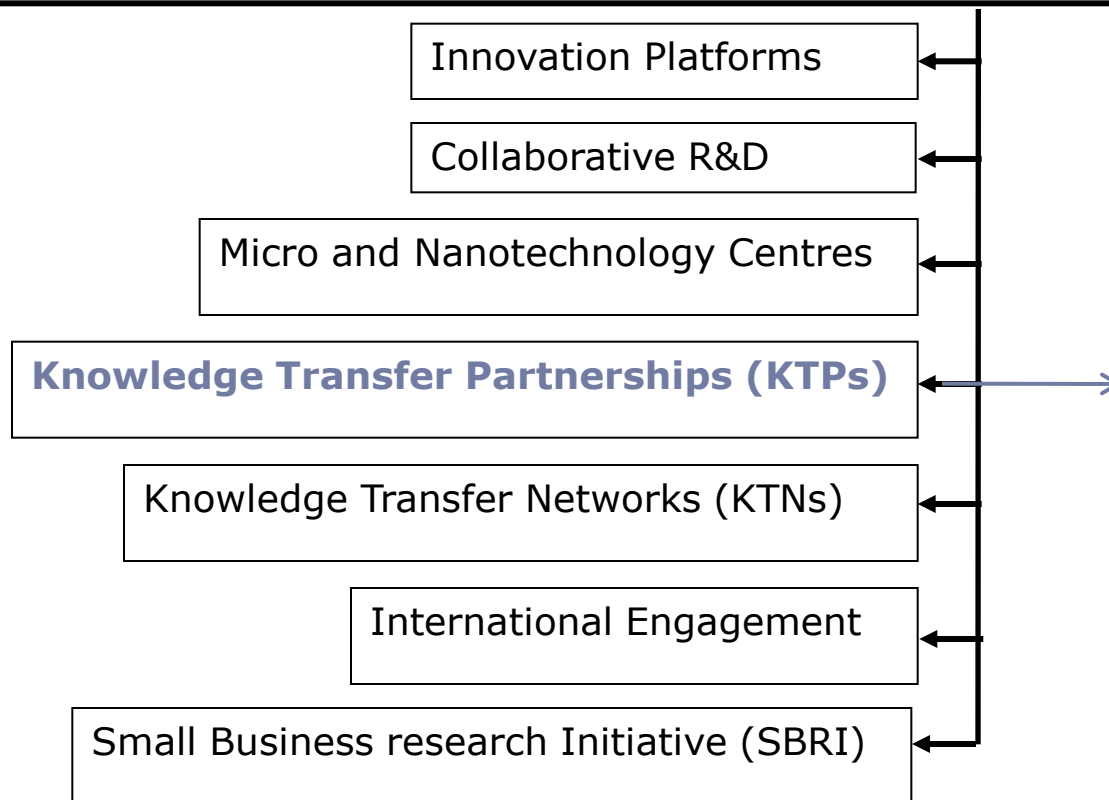 Innovation Platforms
Collaborative R&D
Micro and Nanotechnology Centres
Knowledge Transfer Partnerships (KTPs)
Knowledge Transfer Networks (KTNs)
International Engagement
Small Business research Initiative (SBRI)